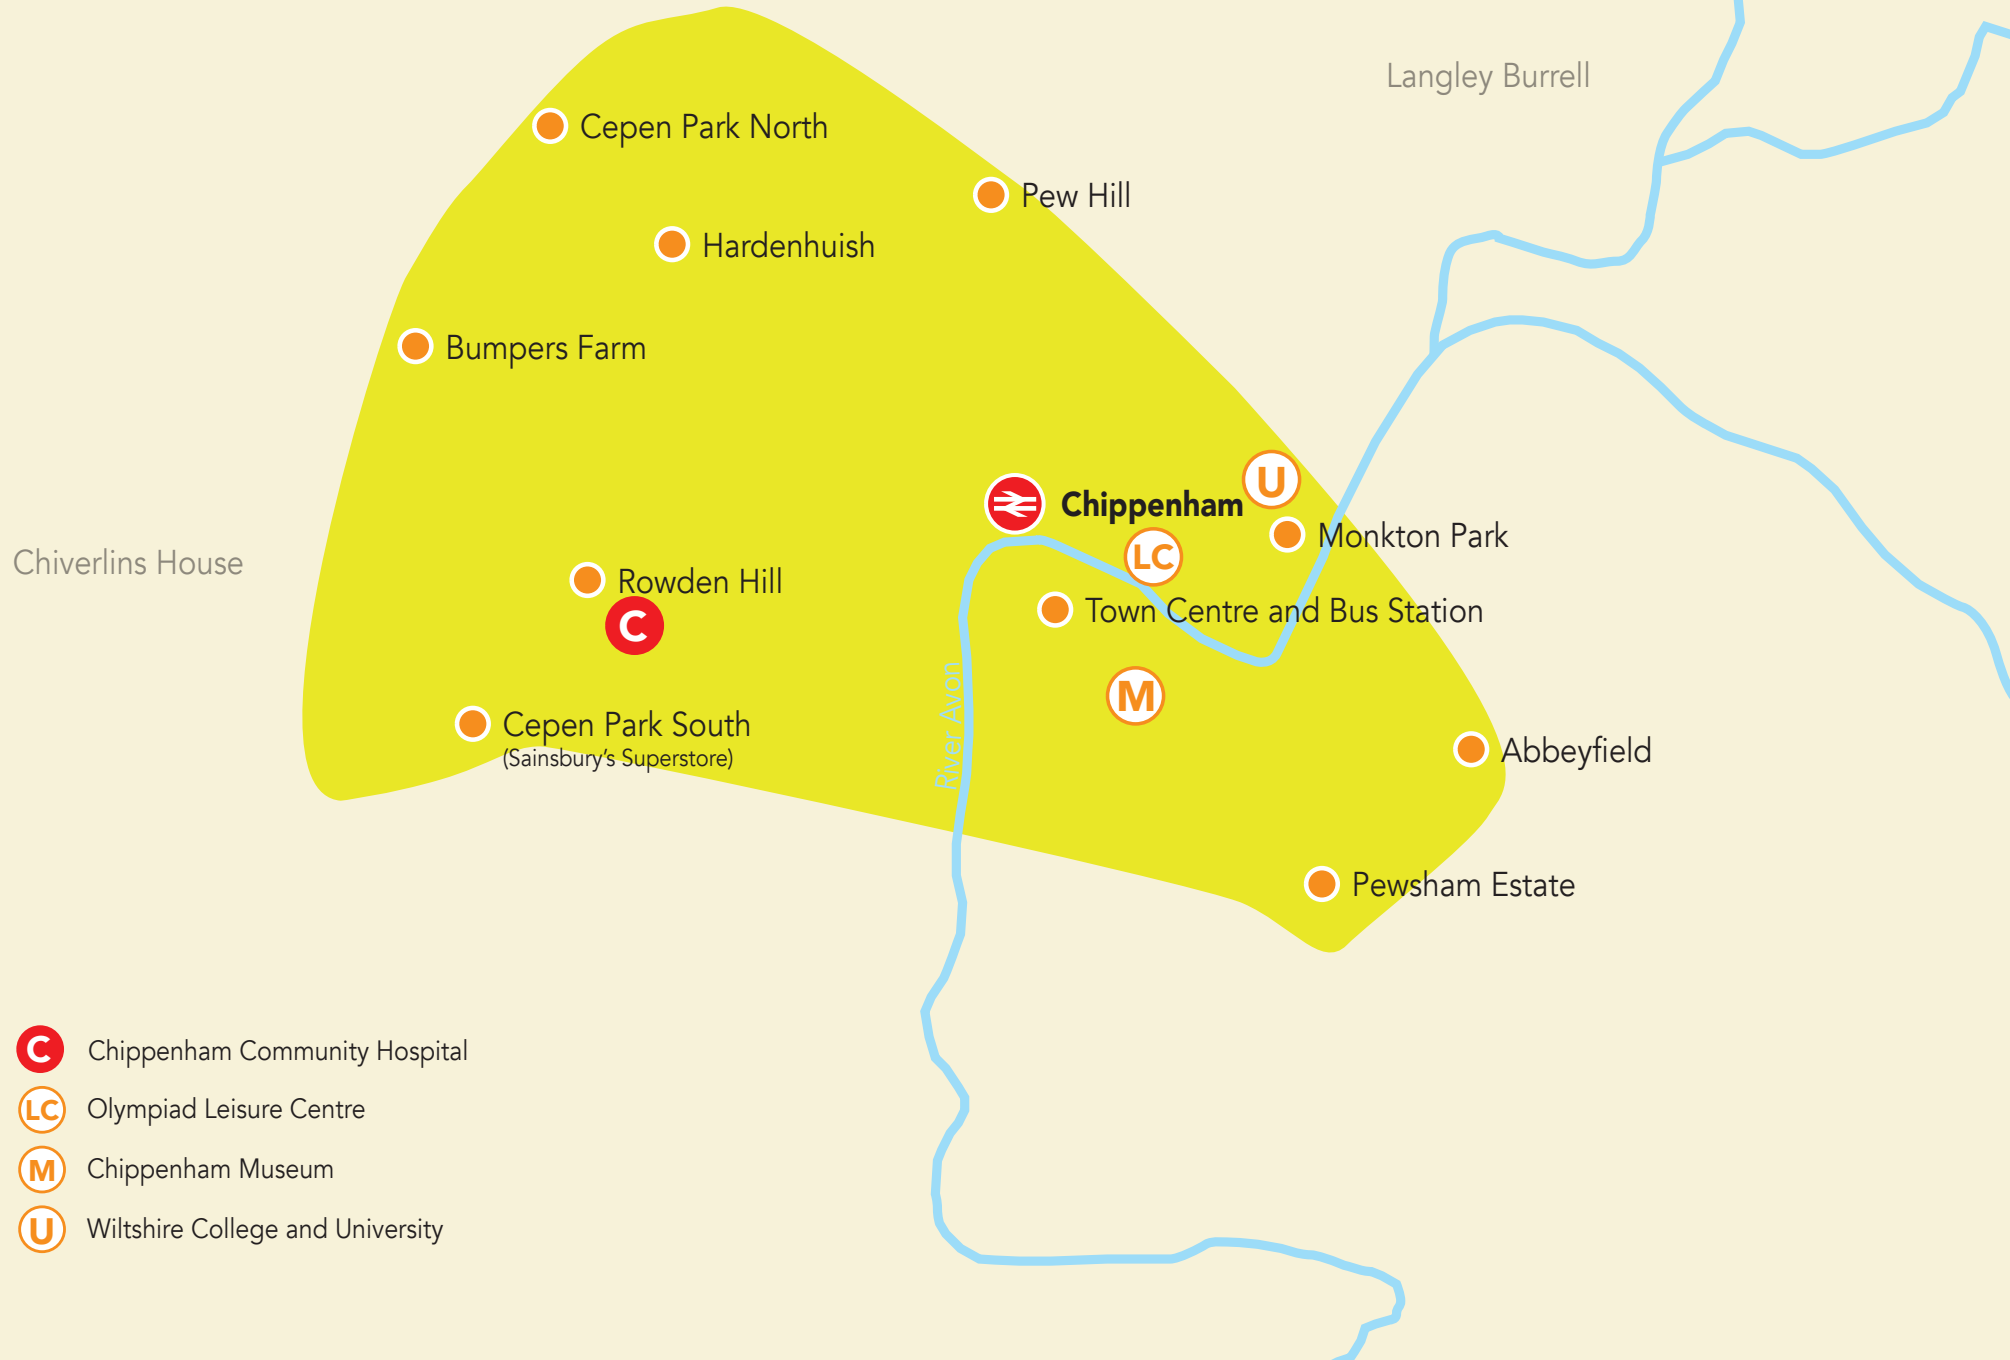 Langley Burrell
Cepen Park North
Pew Hill
Hardenhuish
Bumpers Farm
U
Chippenham
Monkton Park
LC
Chiverlins House
Rowden Hill
Town Centre and Bus Station
C
River Avon
M
Cepen Park South
(Sainsbury's Superstore)
Abbeyfield
Pewsham Estate
C Chippenham Community Hospital
LC Olympiad Leisure Centre
M Chippenham Museum
U Wiltshire College and University